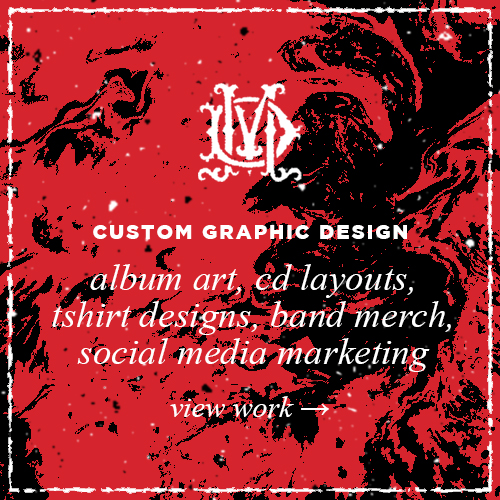 CUSTOM GRAPHIC DESIGN
album art, cd layouts,
tshirt designs, band merch,
social media marketing
view work →